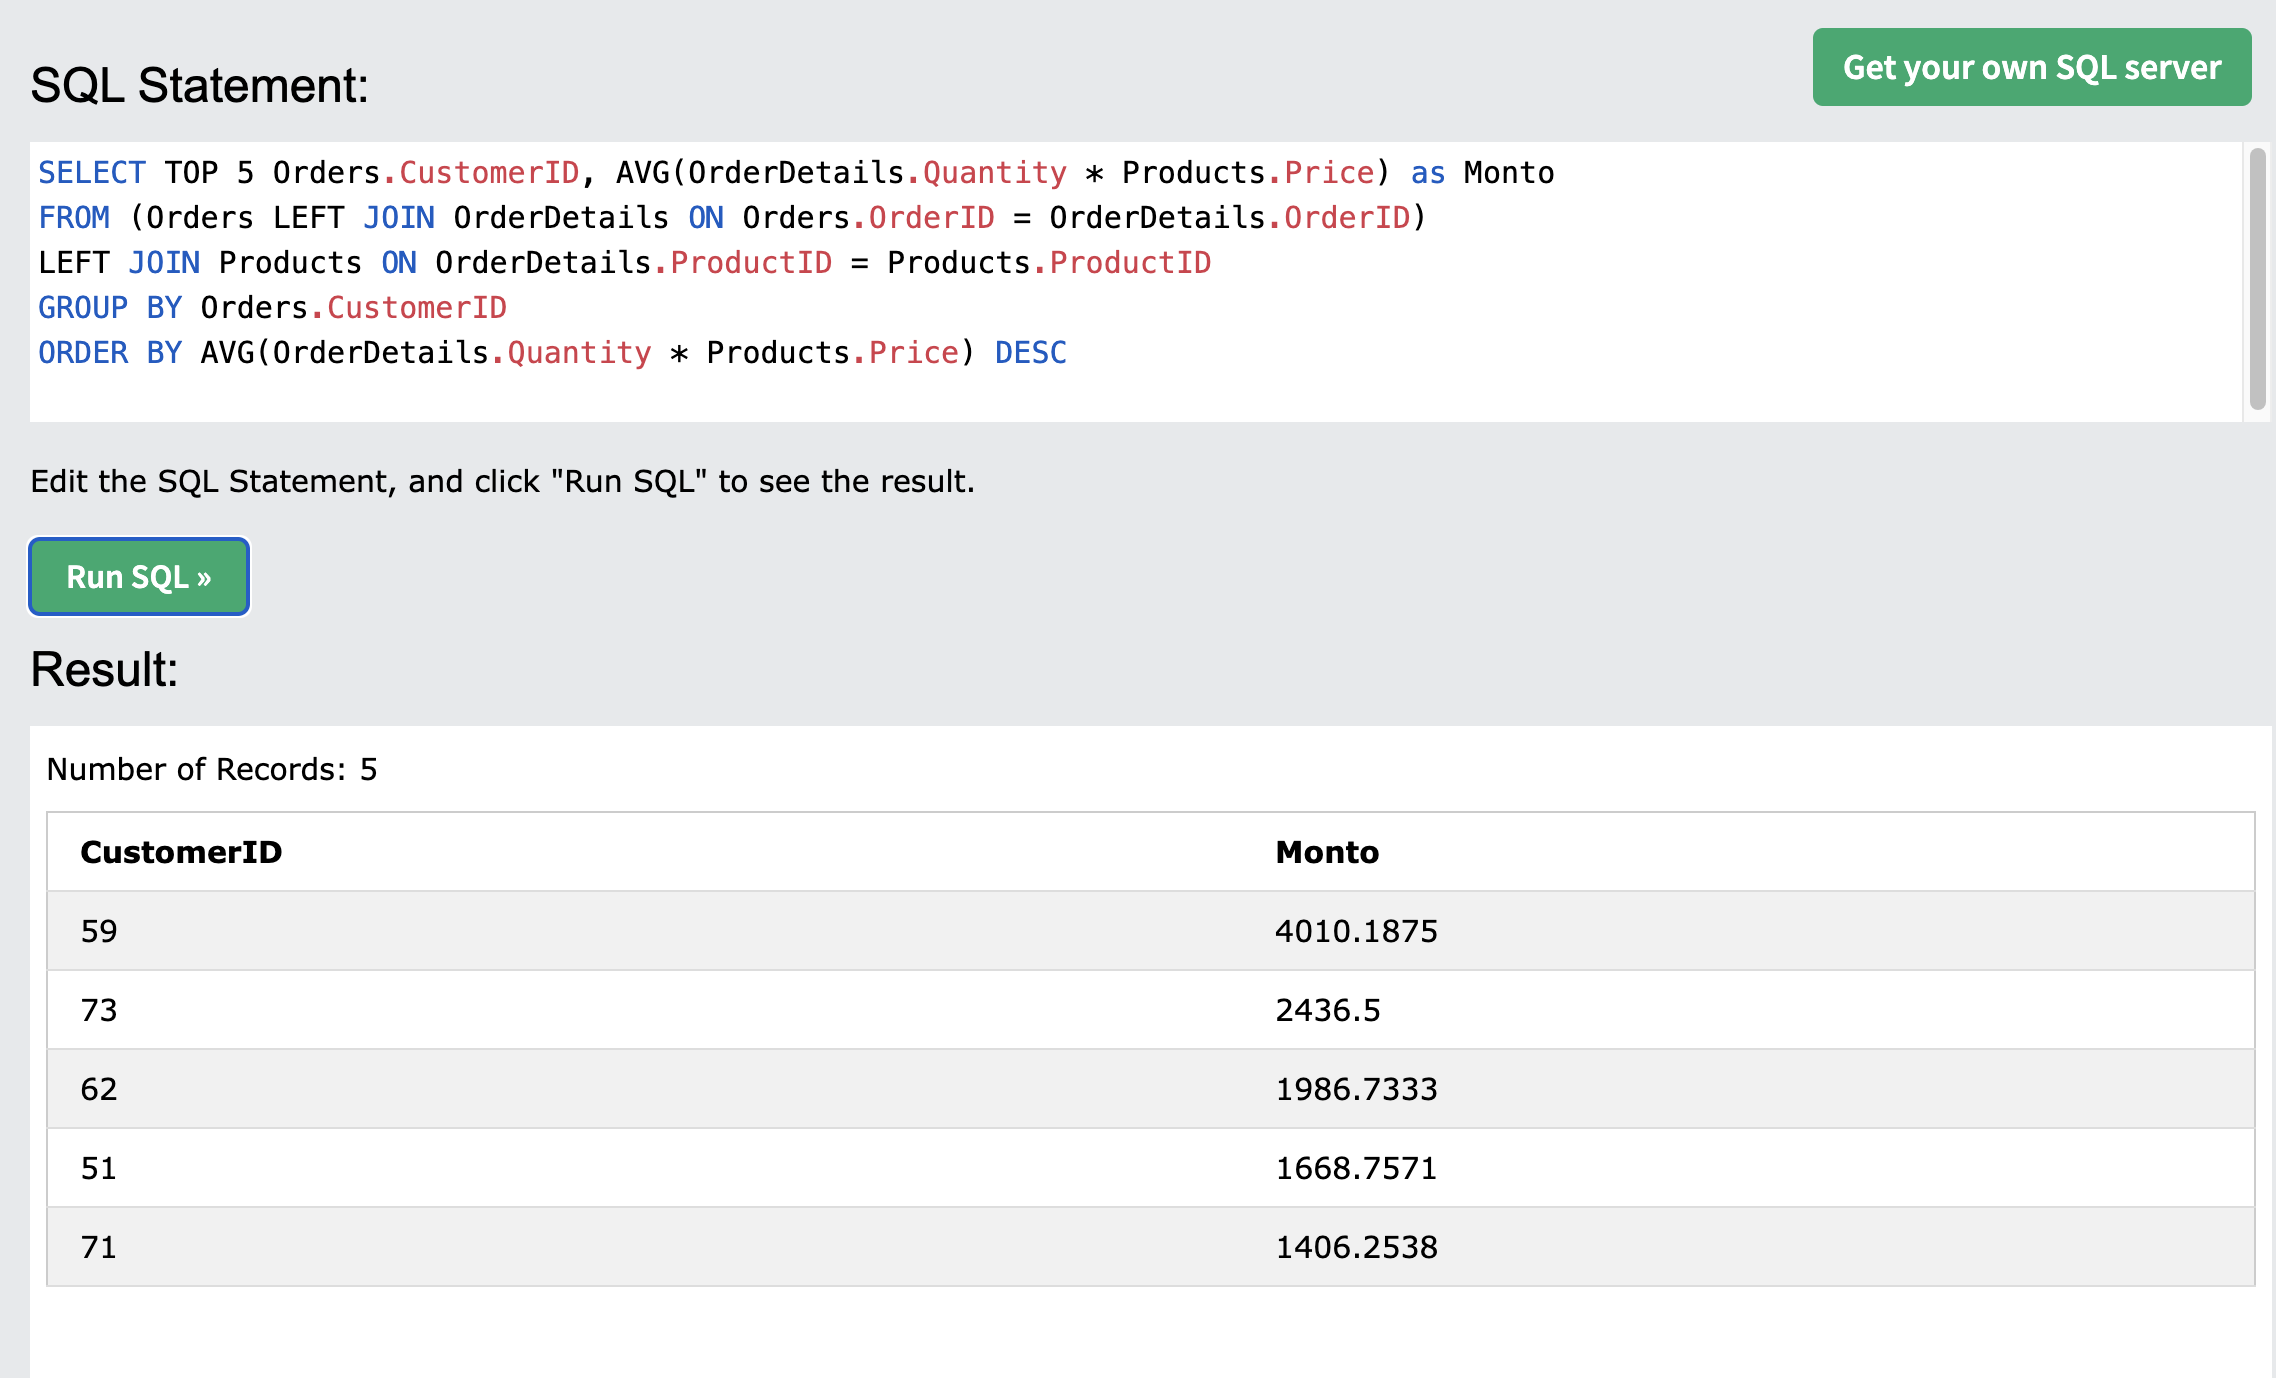 SQL Statement:
Get your own SQL server
SELECT TOP 5 Orders.CustomerID, AVG(OrderDetails.Quantity * Products.Price) as Monto
FROM (Orders LEFT JOIN OrderDetails ON Orders.OrderID = OrderDetails.OrderID)
LEFT JOIN Products ON OrderDetails.ProductID = Products.ProductID
GROUP BY Orders.CustomerID
ORDER BY AVG(OrderDetails.Quantity * Products.Price) DESC
Edit the SQL Statement, and click "Run SQL" to see the result.
Run SQL »
Result:
Number of Records: 5
CustomerID Monto
59 4010.1875
73 2436.5
62 1986.7333
51 1668.7571
71 1406.2538